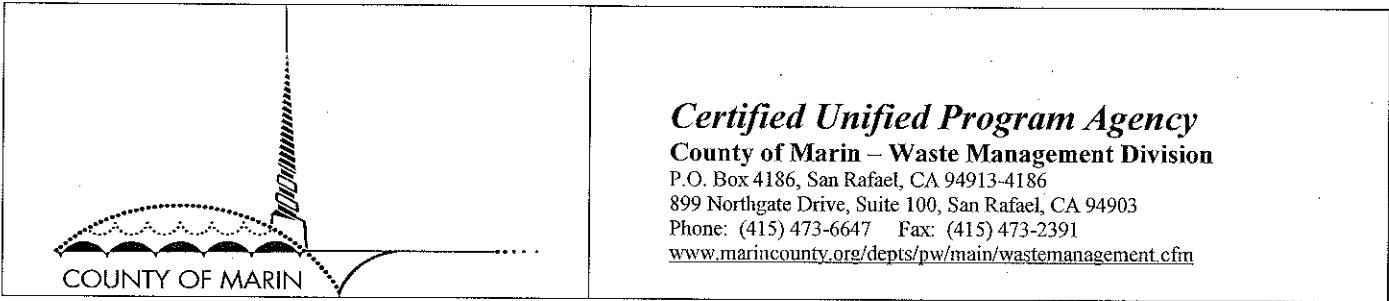 COUNTY OF MARIN
Certified Unified Program Agency
County of Marin – Waste Management Division
P.O. Box 4186, San Rafael, CA 94913-4186
899 Northgate Drive, Suite 100, San Rafael, CA 94903
Phone: (415) 473-6647 Fax: (415) 473-2391
www.marincounty.org/depts/pw/main/wastemanagement.cfm